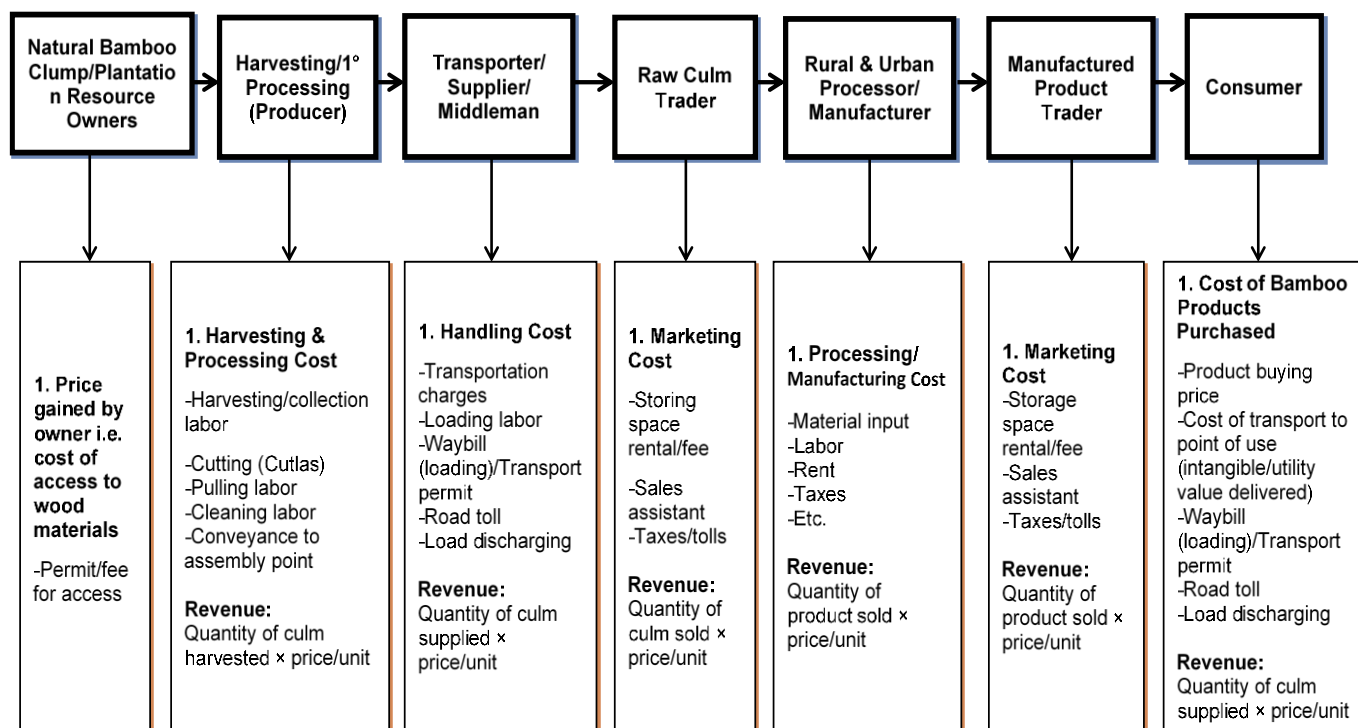 Natural Bamboo
Clump/Plantatio
n Resource
Owners
Harvesting/1°
Processing
(Producer)
Transporter/
Supplier/
Middleman
Raw Culm
Trader
Rural & Urban
Processor/
Manufacturer
Manufactured
Product
Trader
Consumer
1. Price
gained by
owner i.e.
cost of
access to
wood
materials
-Permit/fee
for access
1. Harvesting &
Processing Cost
-Harvesting/collection
labor
-Cutting (Cutlas)
-Pulling labor
-Cleaning labor
-Conveyance to
assembly point
Revenue:
Quantity of culm
harvested × price/unit
1. Handling Cost
-Transportation
charges
-Loading labor
-Waybill
(loading)/Transport
permit
-Road toll
-Load discharging
Revenue:
Quantity of culm
supplied ×
price/unit
1. Marketing
Cost
-Storing
space
rental/fee
-Sales
assistant
-Taxes/tolls
Revenue:
Quantity of
culm sold ×
price/unit
1. Processing/
Manufacturing Cost
-Material input
-Labor
-Rent
-Taxes
-Etc.
Revenue:
Quantity of
product sold ×
price/unit
1. Marketing
Cost
-Storage
space
rental/fee
-Sales
assistant
-Taxes/tolls
Revenue:
Quantity of
product sold ×
price/unit
1. Cost of Bamboo
Products
Purchased
-Product buying
price
-Cost of transport to
point of use
(intangible/utility
value delivered)
-Waybill
(loading)/Transport
permit
-Road toll
-Load discharging
Revenue:
Quantity of culm
supplied × price/unit